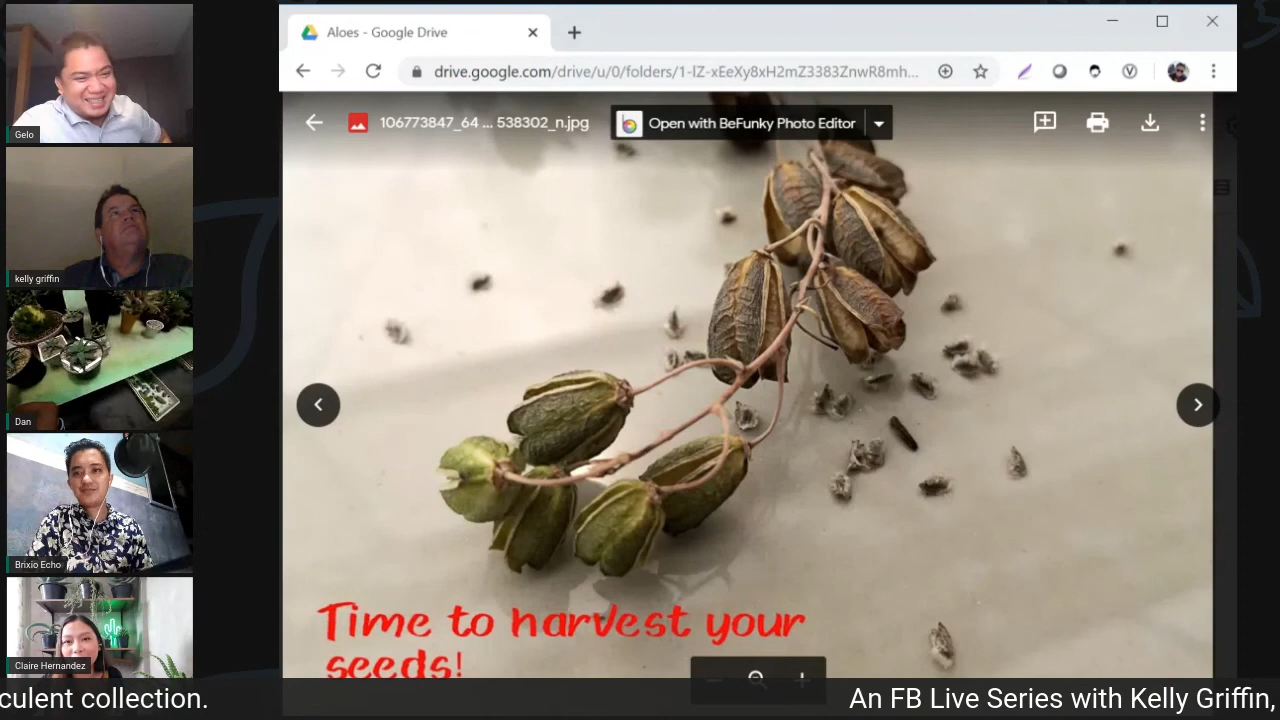 Aloes - Google Drive
drive.google.com/drive/u/0/folders/1-lZ-xEeXy8xH2mZ3383ZnwR8mh...
106773847_64 ... 538302_n.jpg
Open with BeFunky Photo Editor
Gelo
kelly griffin
Dan
Brixio Echo
Claire Hernandez
Time to harvest your
seeds!
culent collection.
An FB Live Series with Kelly Griffin,